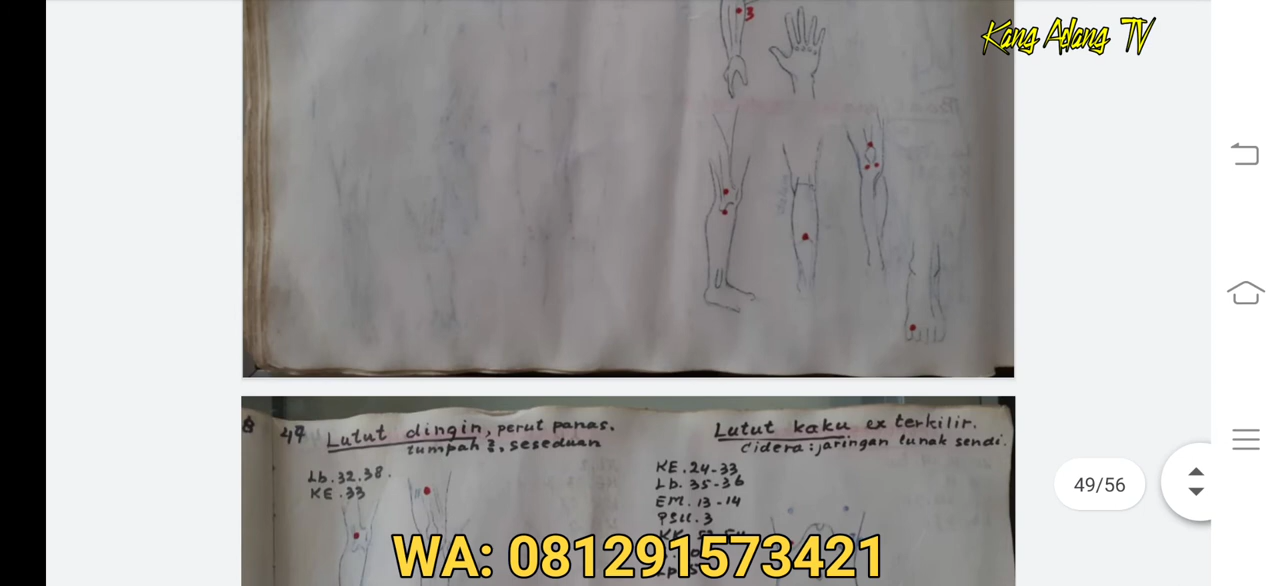 Kang Adang TV
3
47 Lutut dingin, perut panas.
tumpah 2, seseduan
Lb. 32.38.
KE. 33
Lutut kaku ex terkilir.
Cidera: jaringan lunak sendi.
KE. 24-33
Lb. 35-36
EM. 13-14
PSU. 3
49/56
WA: 081291573421